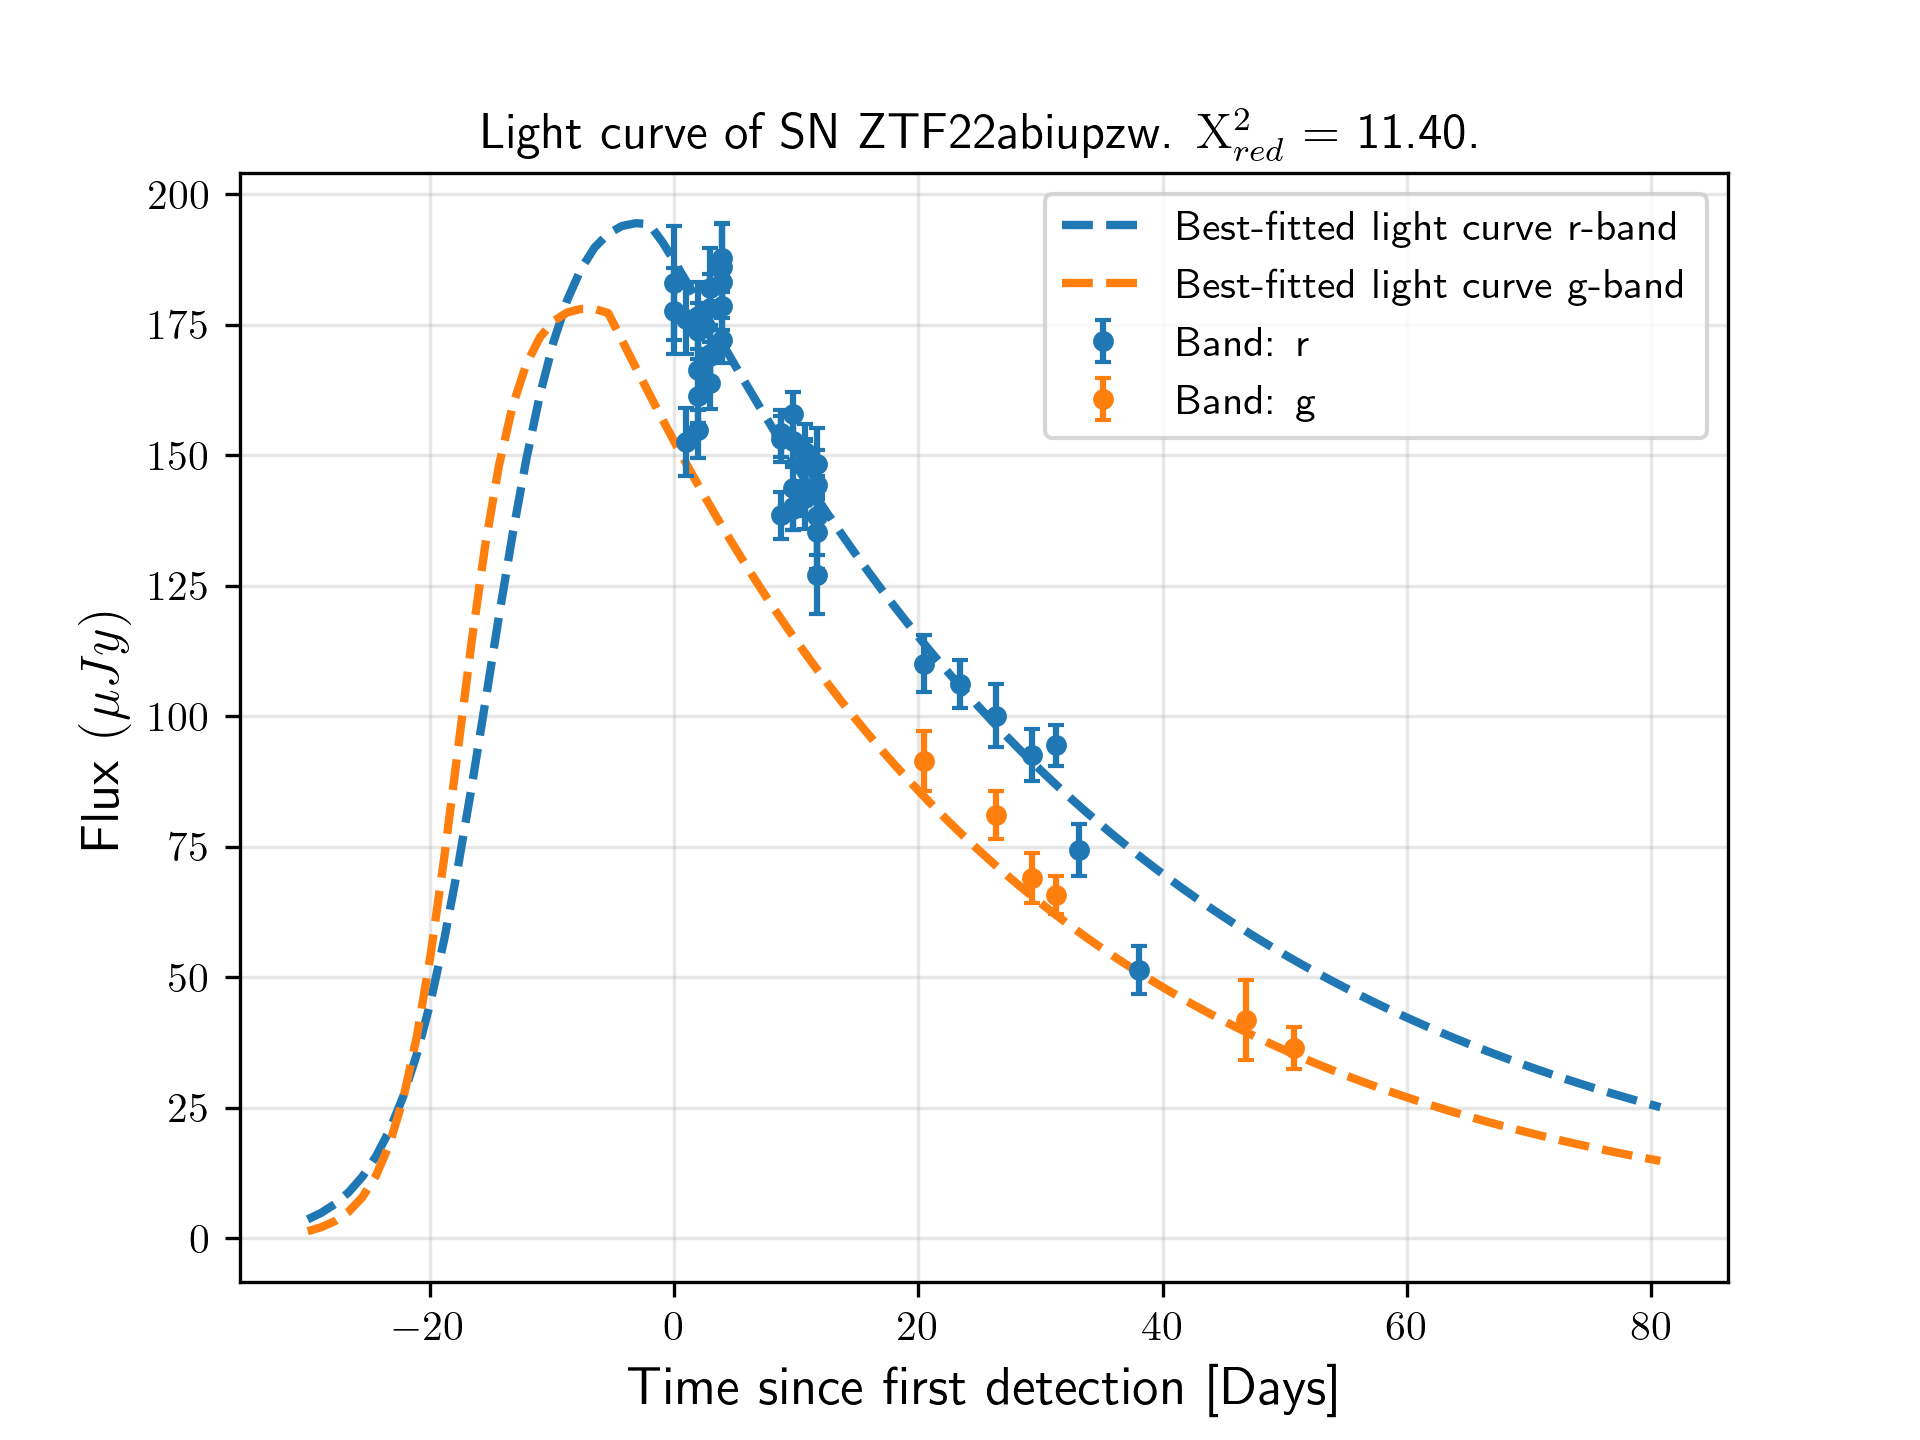 Light curve of SN ZTF22abiupzw. X²_red = 11.40.
Best-fitted light curve r-band
Best-fitted light curve g-band
Band: r
Band: g
200
175
150
125
100
75
50
25
0
Flux (μJy)
−20 0 20 40 60 80
Time since first detection [Days]